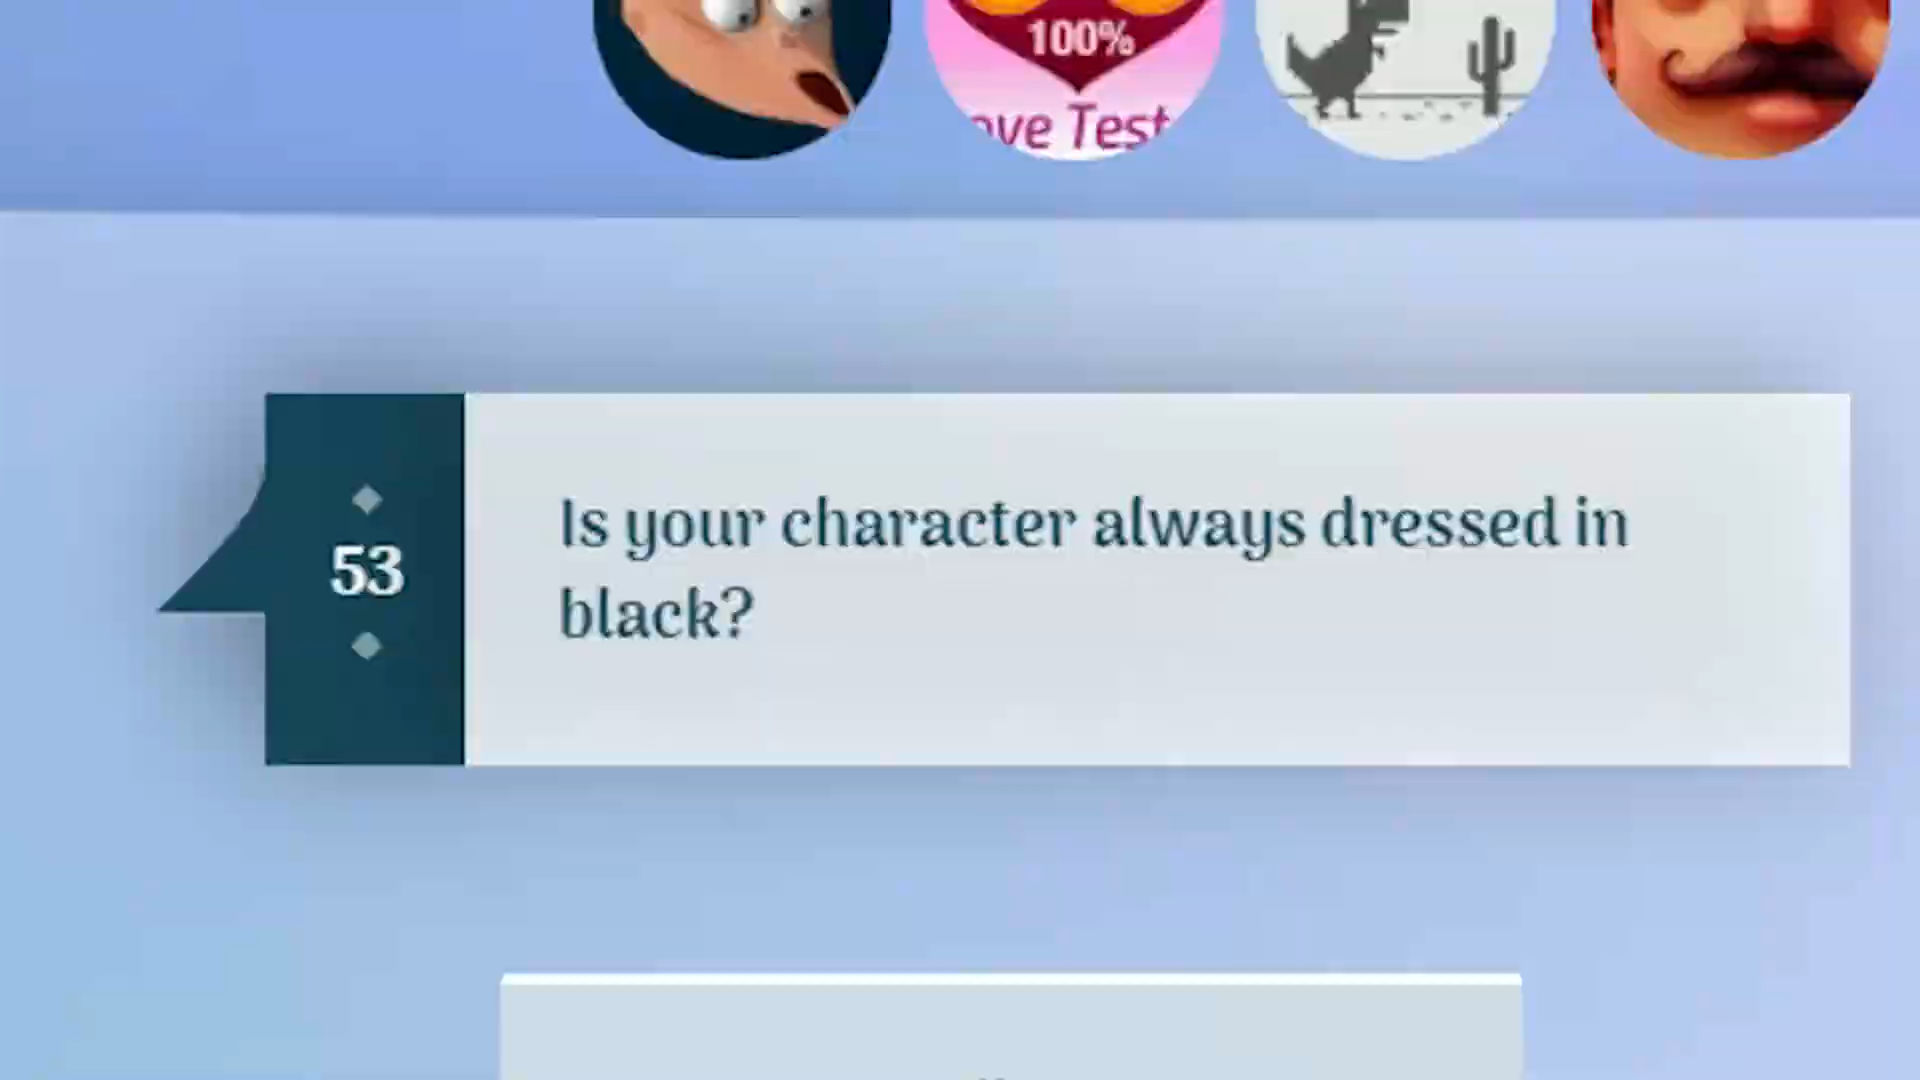 100%
ove Test
53
Is your character always dressed in
black?